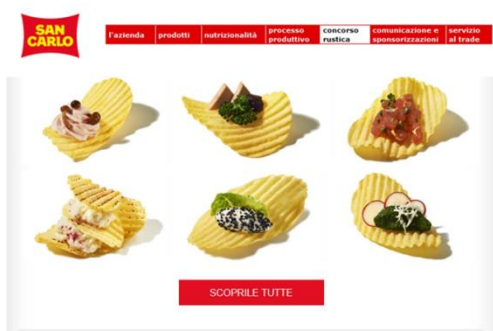 SAN
CARLO
l'azienda
prodotti
nutrizionalità
processo
produttivo
concorso
rustica
comunicazione e
sponsorizzazioni
servizio
al trade
SCOPRILE TUTTE